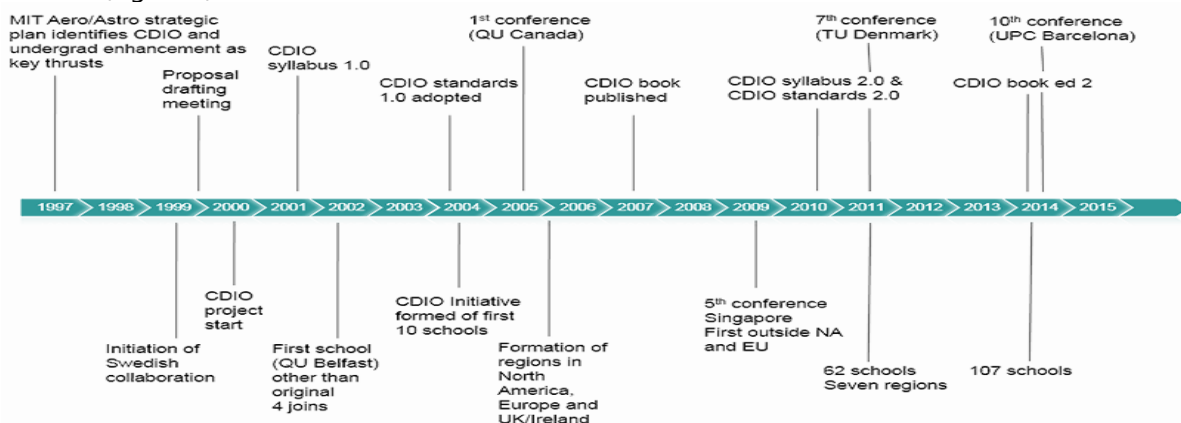 MIT Aero/Astro strategic
plan identifies CDIO and
undergrad enhancement as
key thrusts
Proposal
drafting
meeting
CDIO
syllabus 1.0
CDIO standards
1.0 adopted
1st conference
(QU Canada)
CDIO book
published
CDIO syllabus 2.0 &
CDIO standards 2.0
7th conference
(TU Denmark)
CDIO book ed 2
10th conference
(UPC Barcelona)
1997 1998 1999 2000 2001 2002 2003 2004 2005 2006 2007 2008 2009 2010 2011 2012 2013 2014 2015
Initiation of
Swedish
collaboration
CDIO
project
start
First school
(QU Belfast)
other than
original
4 joins
CDIO Initiative
formed of first
10 schools
Formation of
regions in
North
America,
Europe and
UK/Ireland
5th conference
Singapore
First outside NA
and EU
62 schools
Seven regions
107 schools